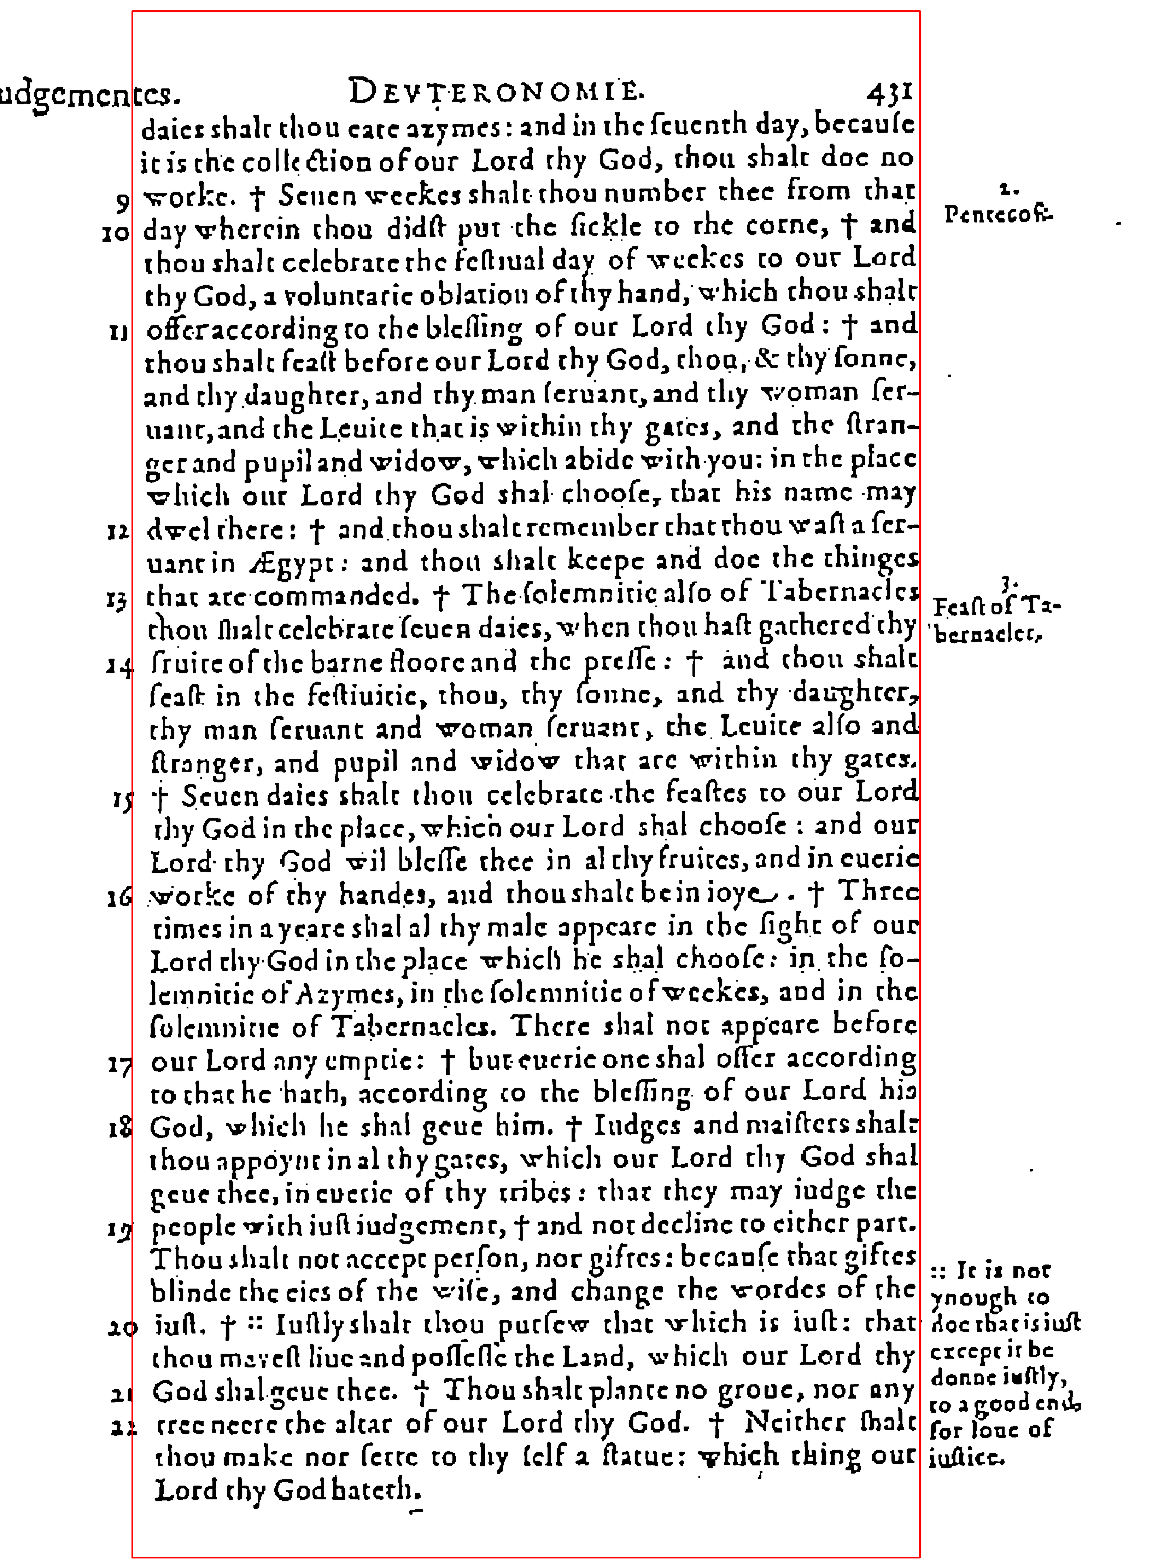 udgementes. DEVTERONOMIE. 431
daies shalt thou eate azymes: and in the ſeuenth day, becauſe
it is the collection of our Lord thy God, thou shalt doe no
9 worke. † Seuen weekes shalt thou number thee from that
2.
Pentecoſt.
10 day wherein thou didſt put the ſickle to the corne, † and
thou shalt celebrate the feſtiual day of weekes to our Lord
thy God, a voluntarie oblation of thy hand, which thou shalt
11 offer according to the bleſſing of our Lord thy God: † and
thou shalt feaſt before our Lord thy God, thou, & thy ſonne,
and thy daughter, and thy man ſeruant, and thy woman ſer-
uant, and the Leuite that is within thy gates, and the ſtran-
ger and pupil and widow, which abide with you: in the place
which our Lord thy God shal chooſe, that his name may
12 dwel there: † and thou shalt remember that thou waſt a ſer-
uant in Ægypt: and thou shalt keepe and doe the thinges
13 that are commanded. † The ſolemnitie alſo of Tabernacles
3.
Feaſt of Ta-
bernacles,
thou ſhalt celebrate ſeuen daies, when thou haſt gathered thy
14 fruite of the barne floore and the preſſe: † and thou shalt
feaſt in the feſtiuitie, thou, thy ſonne, and thy daughter,
thy man ſeruant and woman ſeruant, the Leuite alſo and
ſtranger, and pupil and widow that are within thy gates.
15 † Seuen daies shalt thou celebrate the feaſtes to our Lord
thy God in the place, which our Lord shal chooſe: and our
Lord thy God wil bleſſe thee in al thy fruites, and in euerie
16 worke of thy handes, and thou shalt be in ioye. † Three
times in a yeare shal al thy male appeare in the ſight of our
Lord thy God in the place which he shal chooſe: in the ſo-
lemnitie of Azymes, in the ſolemnitie of weekes, and in the
ſolemnitie of Tabernacles. There shal not appeare before
17 our Lord any emptie: † but euerie one shal offer according
to that he hath, according to the bleſſing of our Lord his
18 God, which he shal geue him. † Iudges and maiſters shalt
thou appoynt in al thy gates, which our Lord thy God shal
geue thee, in euerie of thy tribes: that they may iudge the
19 people with iuſt iudgement, † and not decline to either part.
Thou shalt not accept perſon, nor giftes: becauſe that giftes
blinde the eies of the wiſe, and change the wordes of the
20 iuſt. † :: Iuſtly shalt thou purſew that which is iuſt: that
thou mayeſt liue and poſſeſſe the Land, which our Lord thy
21 God shal geue thee. † Thou shalt plante no groue, nor any
22 tree neere the altar of our Lord thy God. † Neither ſhalt
thou make nor ſette to thy ſelf a ſtatue: which thing our
Lord thy God hateth.
:: It is not
ynough to
doe that is iuſt
except it be
donne iuſtly,
to a good end,
for loue of
iuſtice.